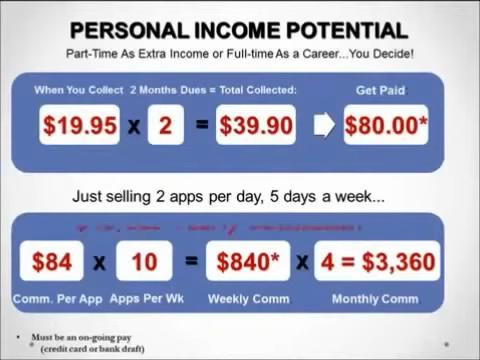 PERSONAL INCOME POTENTIAL
Part-Time As Extra Income or Full-time As a Career...You Decide!
When You Collect 2 Months Dues = Total Collected: Get Paid:
$19.95 x 2 = $39.90 $80.00*
Just selling 2 apps per day, 5 days a week...
$84 x 10 = $840* x 4 = $3,360
Comm. Per App Apps Per Wk Weekly Comm Monthly Comm
• Must be an on-going pay
(credit card or bank draft)